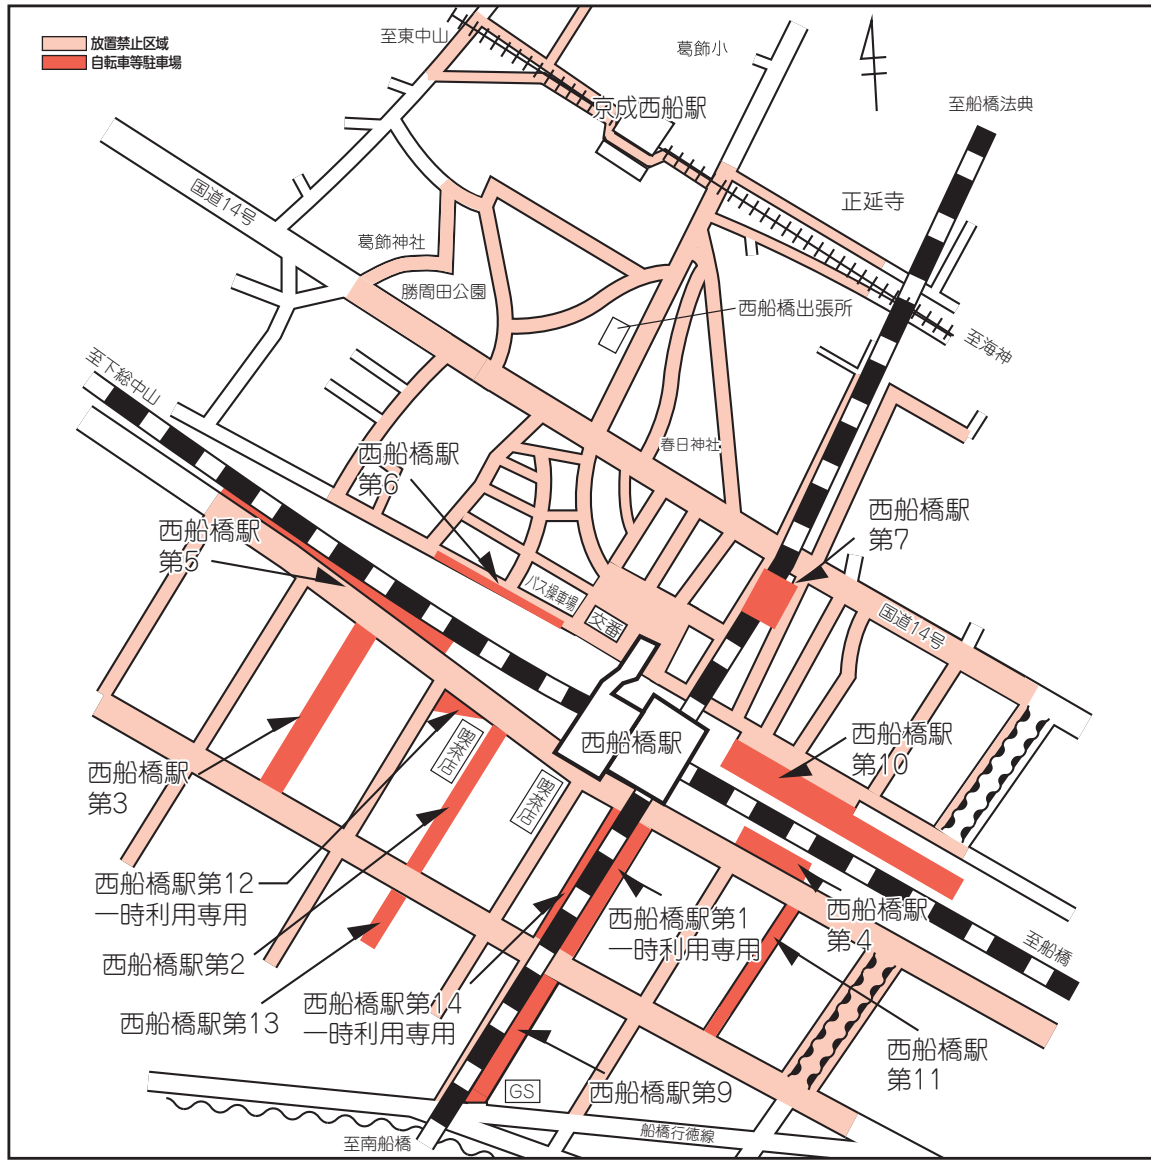 放置禁止区域
自転車等駐車場
至東中山
葛飾小
京成西船駅
至船橋法典
正延寺
国道14号
葛飾神社
勝間田公園
西船橋出張所
至海神
至下総中山
春日神社
西船橋駅
第6
西船橋駅
第7
西船橋駅
第5
バス操車場
交番
国道14号
西船橋駅
西船橋駅
第10
喫茶店
喫茶店
西船橋駅
第3
西船橋駅第12
一時利用専用
西船橋駅第1
一時利用専用
西船橋駅
第4
至船橋
西船橋駅第2
西船橋駅第14
一時利用専用
西船橋駅第13
西船橋駅
第11
GS
西船橋駅第9
船橋行徳線
至南船橋